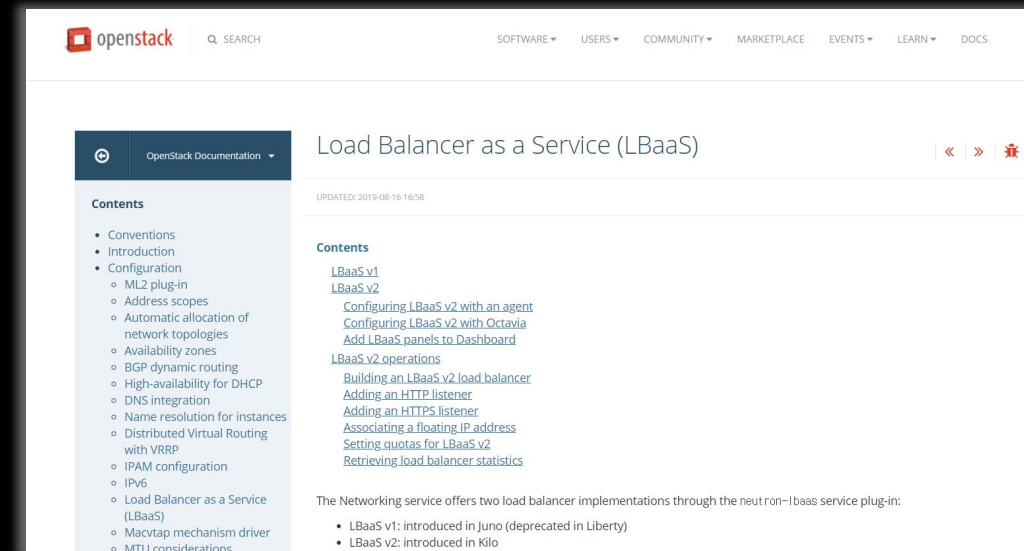 openstack
SEARCH
SOFTWARE
USERS
COMMUNITY
MARKETPLACE
EVENTS
LEARN
DOCS
OpenStack Documentation
Contents
Conventions
Introduction
Configuration
ML2 plug-in
Address scopes
Automatic allocation of
network topologies
Availability zones
BGP dynamic routing
High-availability for DHCP
DNS integration
Name resolution for instances
Distributed Virtual Routing
with VRRP
IPAM configuration
IPv6
Load Balancer as a Service
(LBaaS)
Macvtap mechanism driver
MTU considerations
Load Balancer as a Service (LBaaS)
UPDATED: 2019-08-16 16:58
Contents
LBaaS v1
LBaaS v2
Configuring LBaaS v2 with an agent
Configuring LBaaS v2 with Octavia
Add LBaaS panels to Dashboard
LBaaS v2 operations
Building an LBaaS v2 load balancer
Adding an HTTP listener
Adding an HTTPS listener
Associating a floating IP address
Setting quotas for LBaaS v2
Retrieving load balancer statistics
The Networking service offers two load balancer implementations through the neutron-lbaas service plug-in:
LBaaS v1: introduced in Juno (deprecated in Liberty)
LBaaS v2: introduced in Kilo